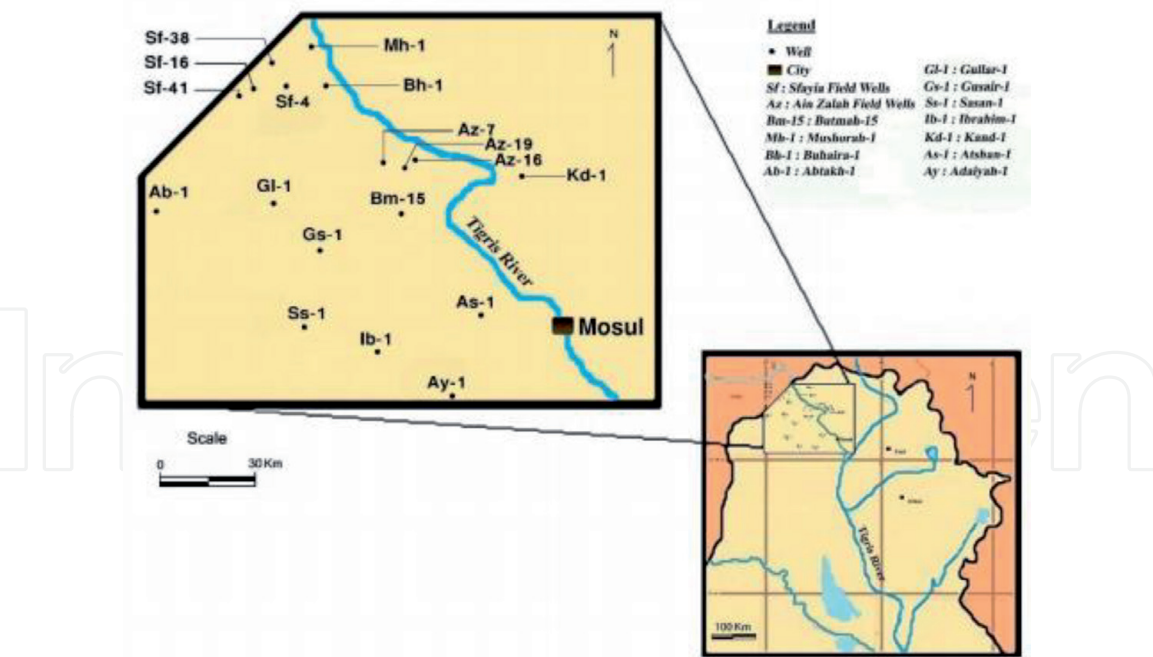 Sf-38
Sf-16
Sf-41
Sf-4
Mh-1
Bh-1
N
Az-7
Az-19
Az-16
Kd-1
Ab-1
Gl-1
Bm-15
Gs-1
Tigris River
Ss-1
As-1
Ib-1
Mosul
Ay-1
Scale
0 30 Km
Legend
Well
City
Sf : Sfayia Field Wells
Az : Ain Zalah Field Wells
Bm-15 : Butmah-15
Mh-1 : Mushorah-1
Bh-1 : Buhaira-1
Ab-1 : Abtakh-1
Gl-1 : Gullar-1
Gs-1 : Gusair-1
Ss-1 : Sasan-1
Ib-1 : Ibrahim-1
Kd-1 : Kand-1
As-1 : Atshan-1
Ay : Adaiyah-1
N
Tigris River
100 Km